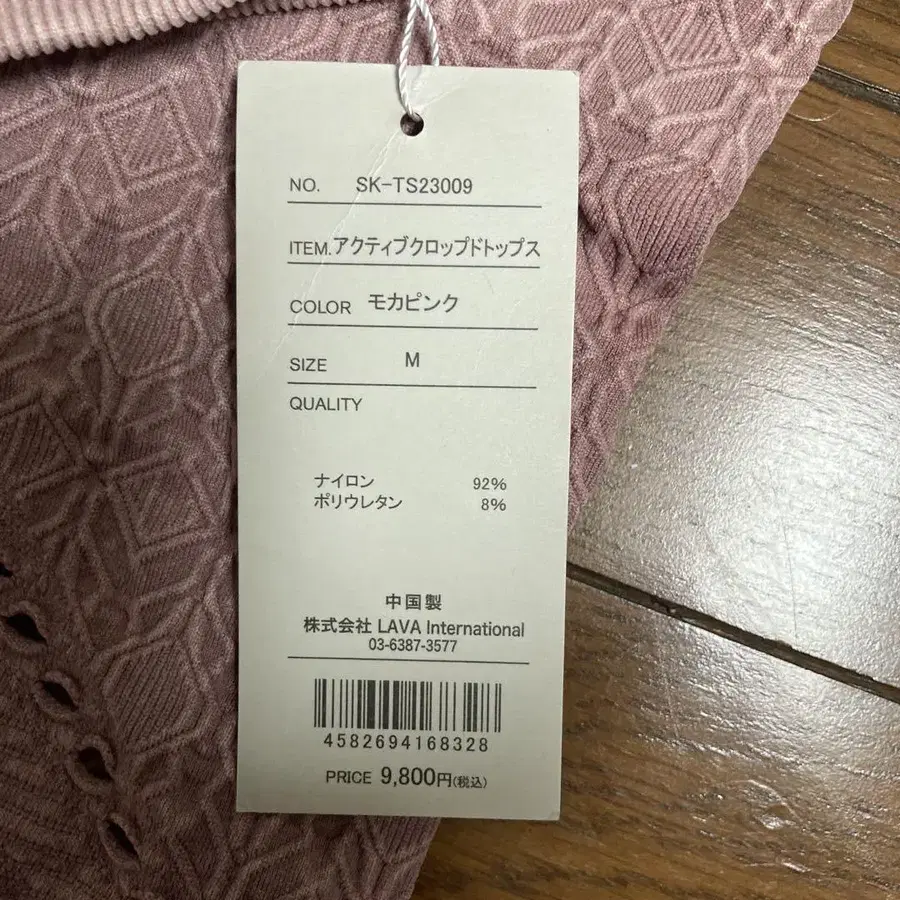 NO. SK-TS23009
ITEM.アクティブクロップドトップス
COLOR モカピンク
SIZE M
QUALITY
ナイロン 92%
ポリウレタン 8%
中国製
株式会社 LAVA International
03-6387-3577
4582694168328
PRICE 9,800円(税込)